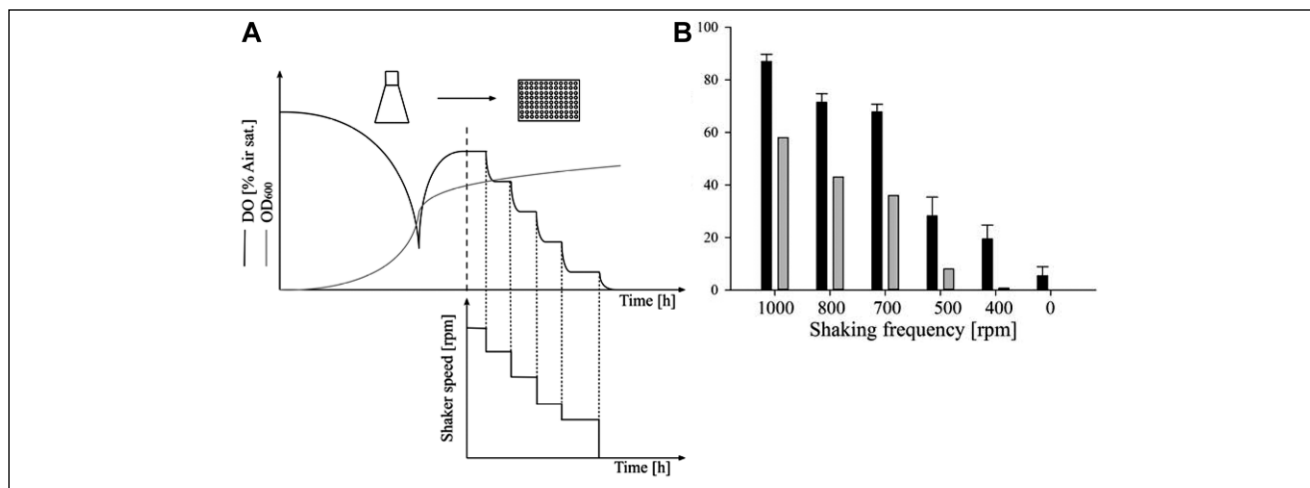 A
DO [% Air sat.]
OD600
Time [h]
Shaker speed [rpm]
Time [h]
B
100
80
60
40
20
0
1000 800 700 500 400 0
Shaking frequency [rpm]